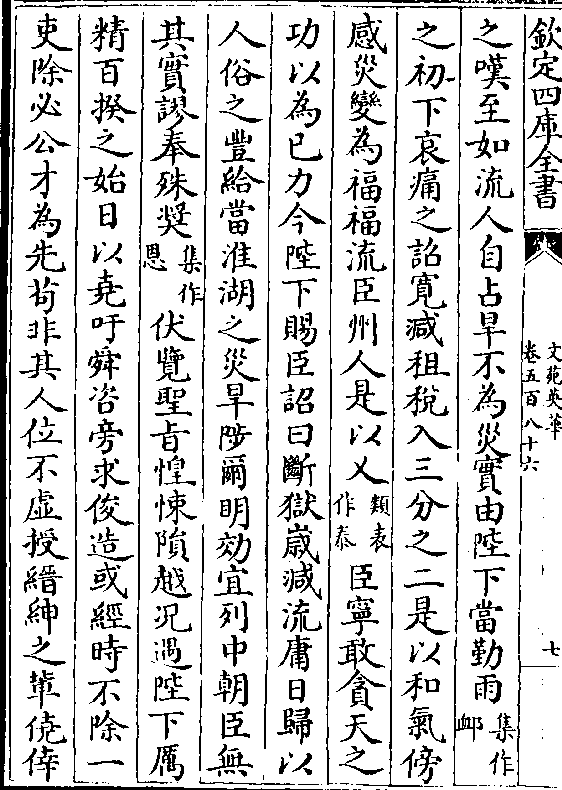 欽定四庫全書
文苑英華
卷五百八十六
七
之嘆至如流人自占旱不為災實由陛下當勤雨集作卹
之初下哀痛之詔寛減租稅入三分之二是以和氣傍
感災變為福福流臣州人是以乂類表作泰臣寧敢貪天之
功以為已力今陛下賜臣詔曰斷獄嵗減流庸日歸以
人俗之豐給當淮湖之災旱陟爾明効宜列中朝臣無
其實謬奉殊奬集作恩伏覽聖旨惶悚隕越况遇陛下厲
精百揆之始日以堯吁舜咨旁求俊造或經時不除一
吏除必公才為先茍非其人位不虛授縉紳之輩僥倖